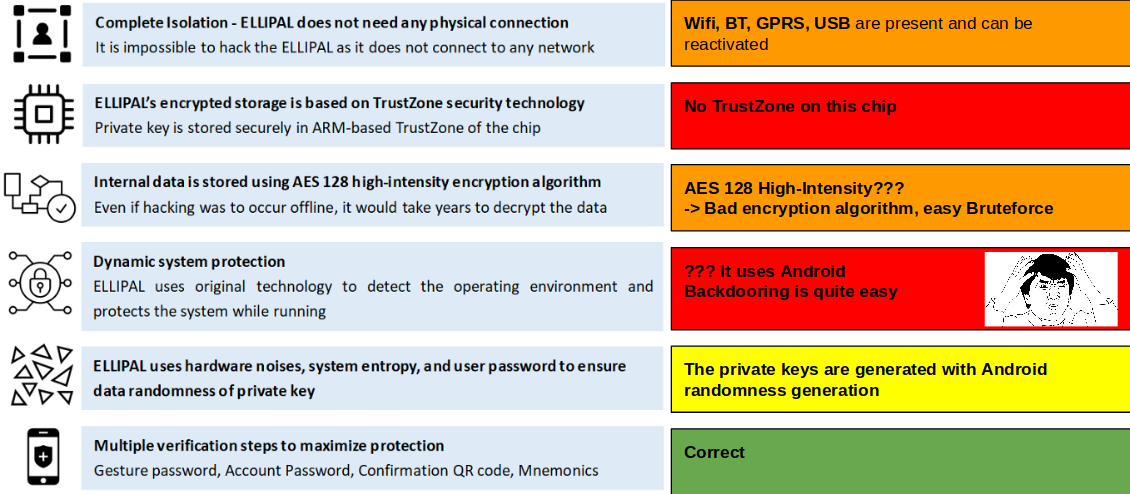 Complete Isolation - ELLIPAL does not need any physical connection
It is impossible to hack the ELLIPAL as it does not connect to any network
Wifi, BT, GPRS, USB are present and can be
reactivated
ELLIPAL's encrypted storage is based on TrustZone security technology
Private key is stored securely in ARM-based TrustZone of the chip
No TrustZone on this chip
Internal data is stored using AES 128 high-intensity encryption algorithm
Even if hacking was to occur offline, it would take years to decrypt the data
AES 128 High-Intensity???
-> Bad encryption algorithm, easy Bruteforce
Dynamic system protection
ELLIPAL uses original technology to detect the operating environment and
protects the system while running
??? It uses Android
Backdooring is quite easy
ELLIPAL uses hardware noises, system entropy, and user password to ensure
data randomness of private key
The private keys are generated with Android
randomness generation
Multiple verification steps to maximize protection
Gesture password, Account Password, Confirmation QR code, Mnemonics
Correct